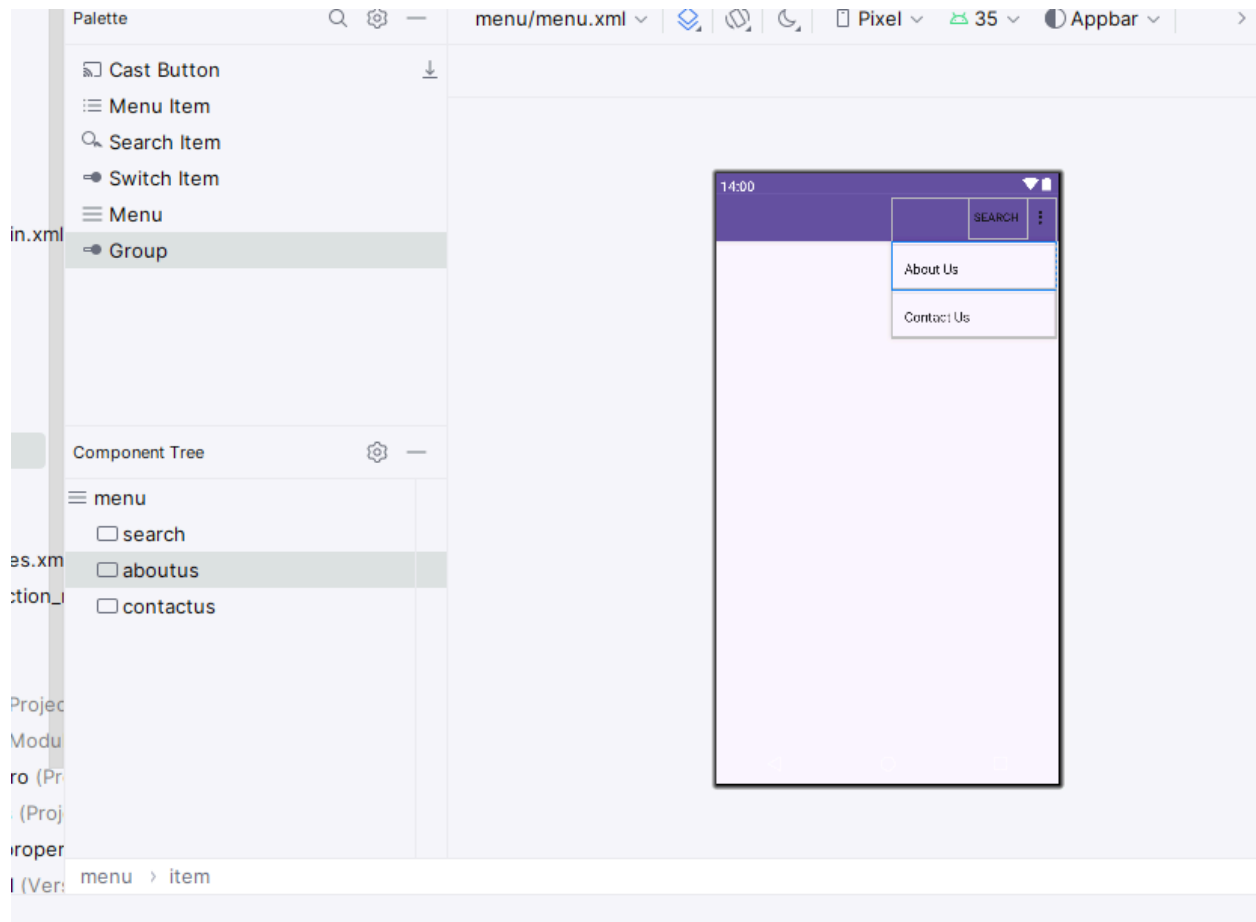 Palette
menu/menu.xml
Pixel
35
Appbar
Cast Button
Menu Item
Search Item
Switch Item
Menu
Group
in.xml
14:00
SEARCH
About Us
Contact Us
Component Tree
menu
search
aboutus
contactus
es.xm
ction_
Projec
Modu
ro (Pr
(Proj
roper
(Ver
menu > item